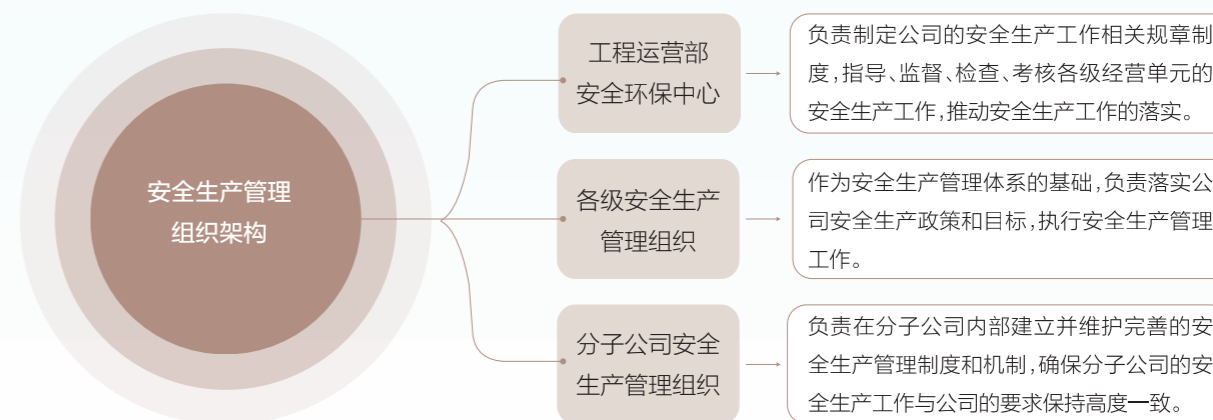 安全生产管理
组织架构
工程运营部
安全环保中心
负责制定公司的安全生产工作相关规章制
度,指导、监督、检查、考核各级经营单元的
安全生产工作,推动安全生产工作的落实。
各级安全生产
管理组织
作为安全生产管理体系的基础,负责落实公
司安全生产政策和目标,执行安全生产管理
工作。
分子公司安全
生产管理组织
负责在分子公司内部建立并维护完善的安
全生产管理制度和机制,确保分子公司的安
全生产工作与公司的要求保持高度一致。